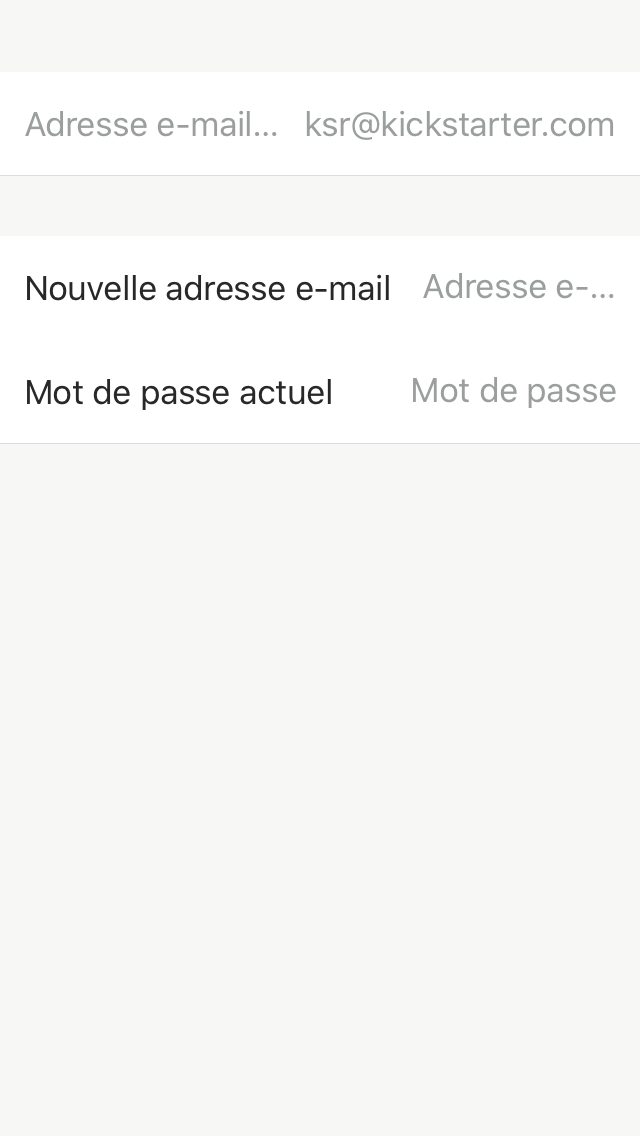 Adresse e-mail... ksr@kickstarter.com
Nouvelle adresse e-mail Adresse e-...
Mot de passe actuel Mot de passe